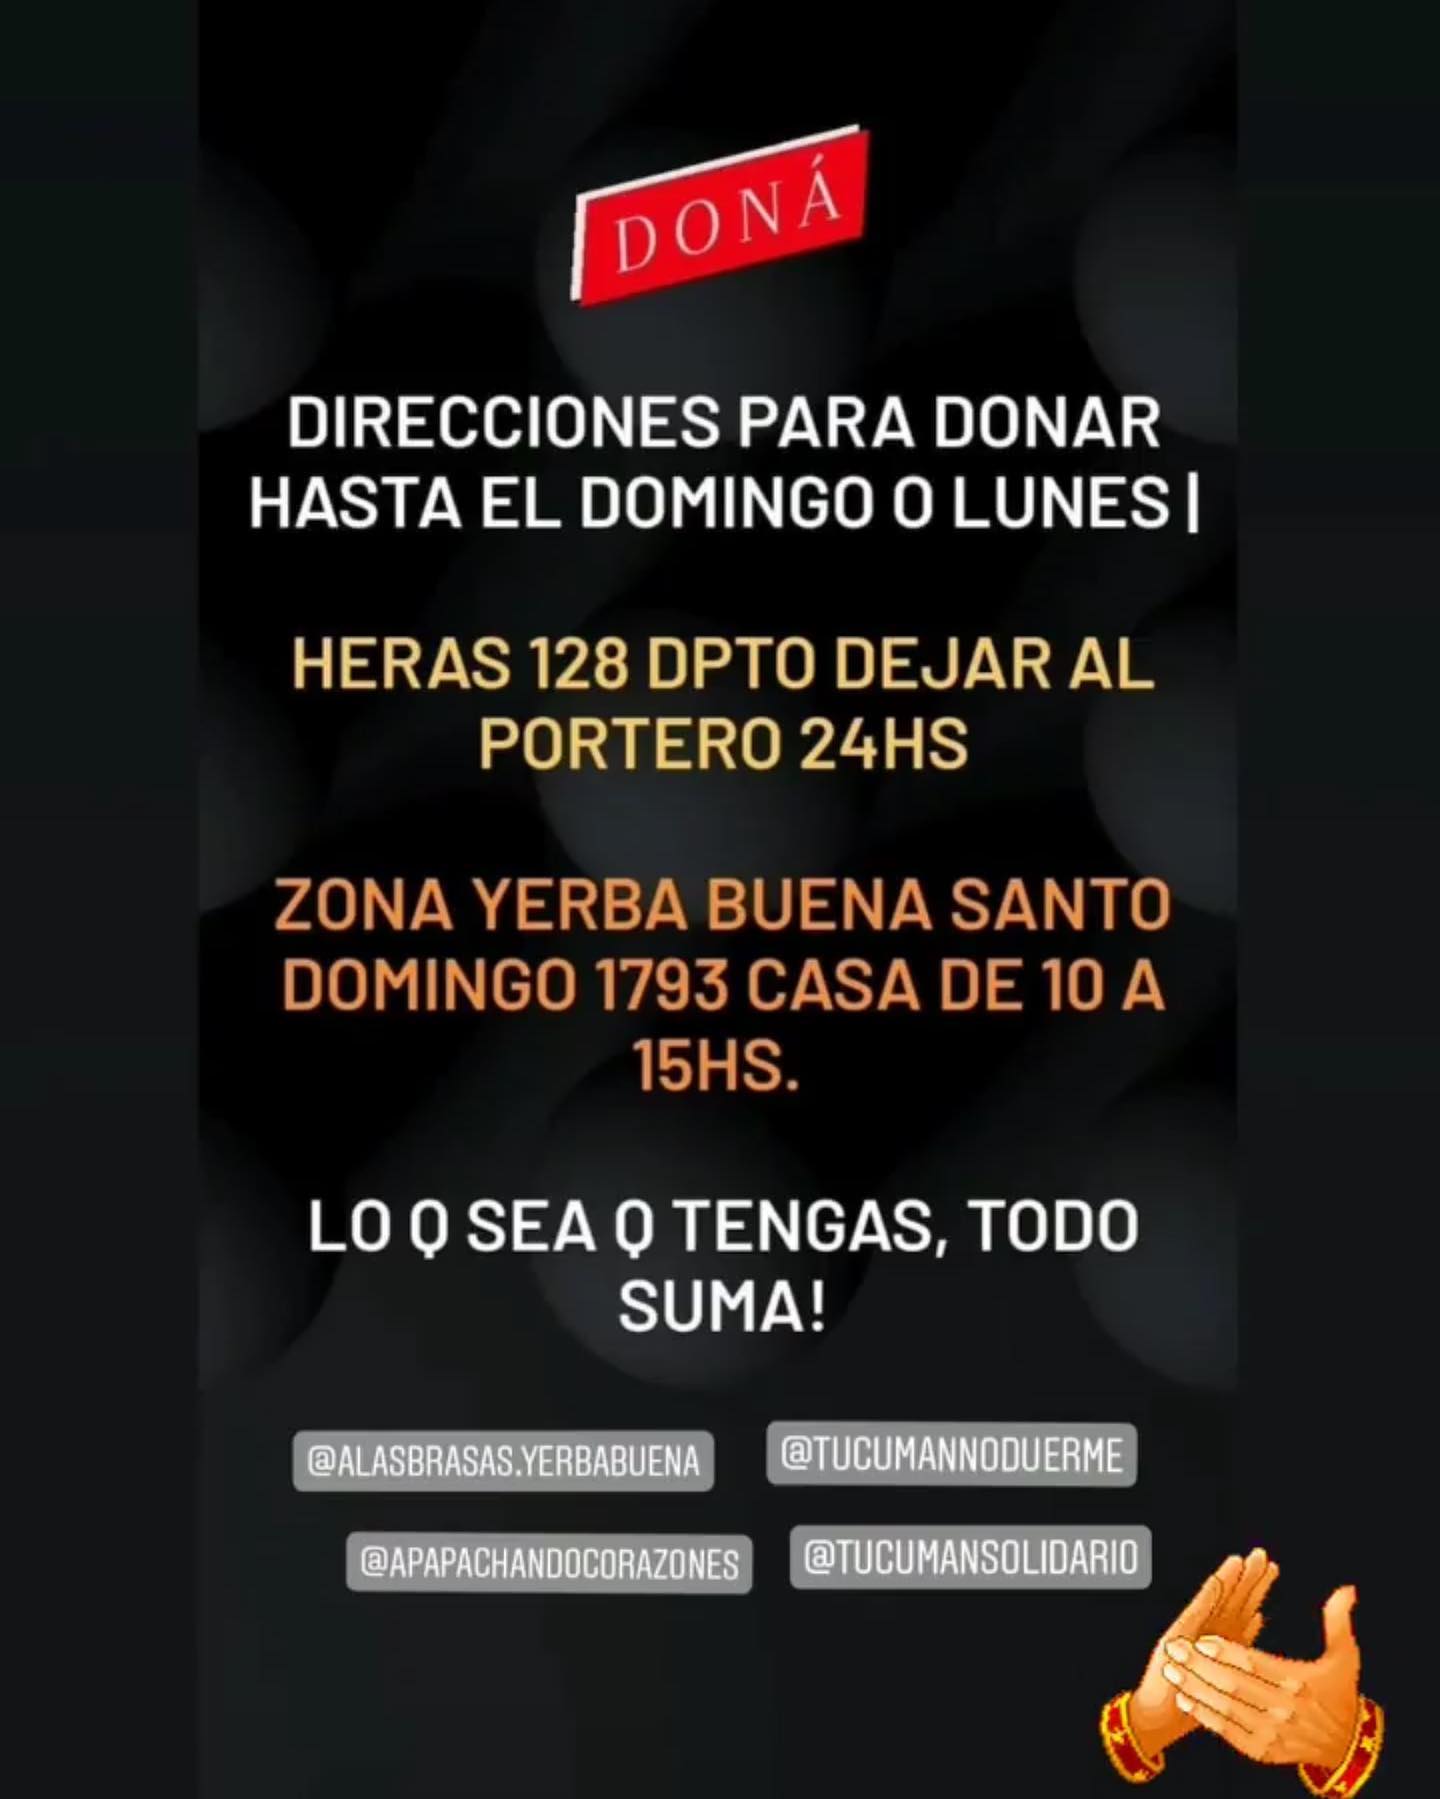 DONÁ
DIRECCIONES PARA DONAR
HASTA EL DOMINGO O LUNES |
HERAS 128 DPTO DEJAR AL
PORTERO 24HS
ZONA YERBA BUENA SANTO
DOMINGO 1793 CASA DE 10 A
15HS.
LO Q SEA Q TENGAS, TODO
SUMA!
@ALASBRASAS.YERBABUENA
@TUCUMANNODUERME
@APAPACHANDOCORAZONES
@TUCUMANSOLIDARIO